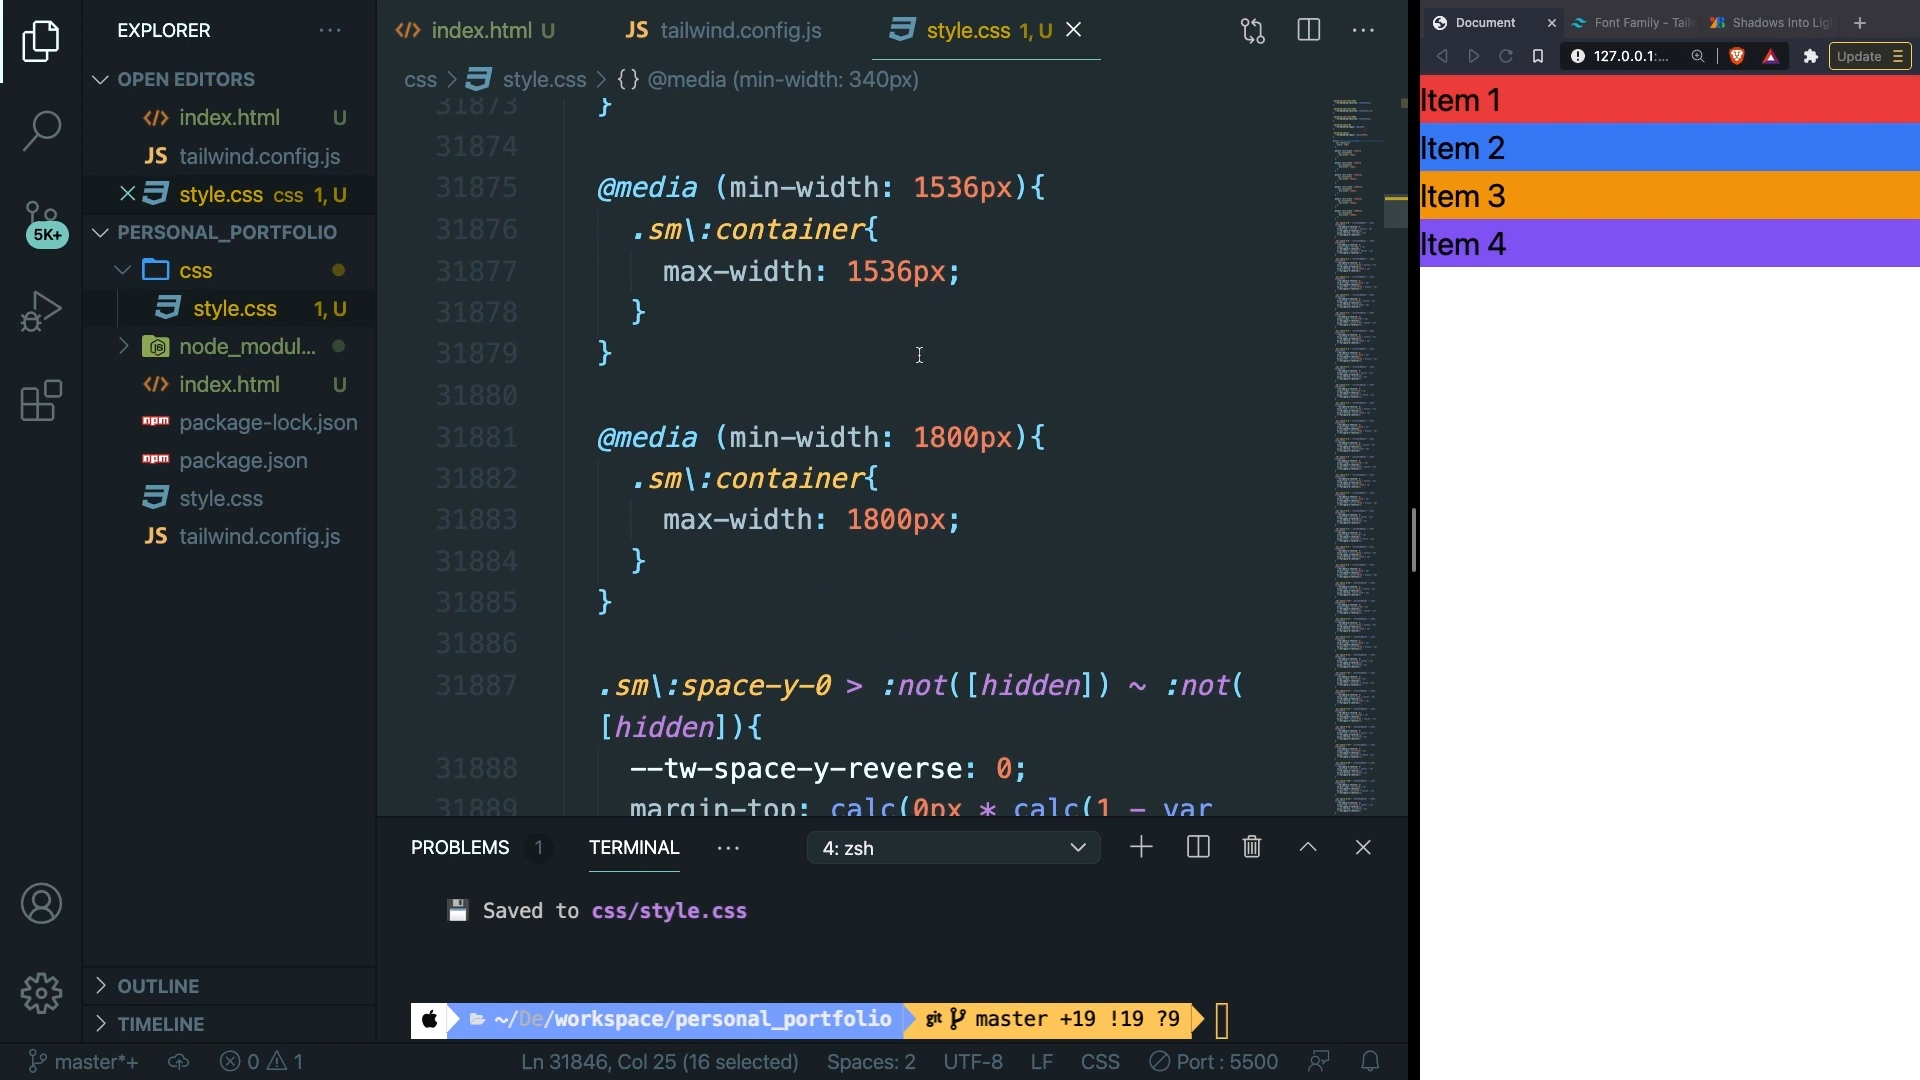 EXPLORER
OPEN EDITORS
index.html U
JS tailwind.config.js
style.css css 1, U
PERSONAL_PORTFOLIO
css
style.css 1, U
node_modul...
index.html U
npm package-lock.json
npm package.json
style.css
JS tailwind.config.js
OUTLINE
TIMELINE
5K+
index.html U
JS tailwind.config.js
style.css 1, U
css > style.css > {} @media (min-width: 340px)
31873 }
31874
31875 @media (min-width: 1536px){
31876 .sm\:container{
31877 max-width: 1536px;
31878 }
31879 }
31880
31881 @media (min-width: 1800px){
31882 .sm\:container{
31883 max-width: 1800px;
31884 }
31885 }
31886
31887 .sm\:space-y-0 > :not([hidden]) ~ :not(
[hidden]){
31888 --tw-space-y-reverse: 0;
31889 margin-top: calc(0px * calc(1 - var
PROBLEMS 1 TERMINAL ··· 4: zsh
Saved to css/style.css
~/De/workspace/personal_portfolio git master +19 !19 ?9
master*+ 0 1 Ln 31846, Col 25 (16 selected) Spaces: 2 UTF-8 LF CSS Port : 5500
Document Font Family - Tailw Shadows Into Ligh
127.0.0.1:... Update
Item 1
Item 2
Item 3
Item 4